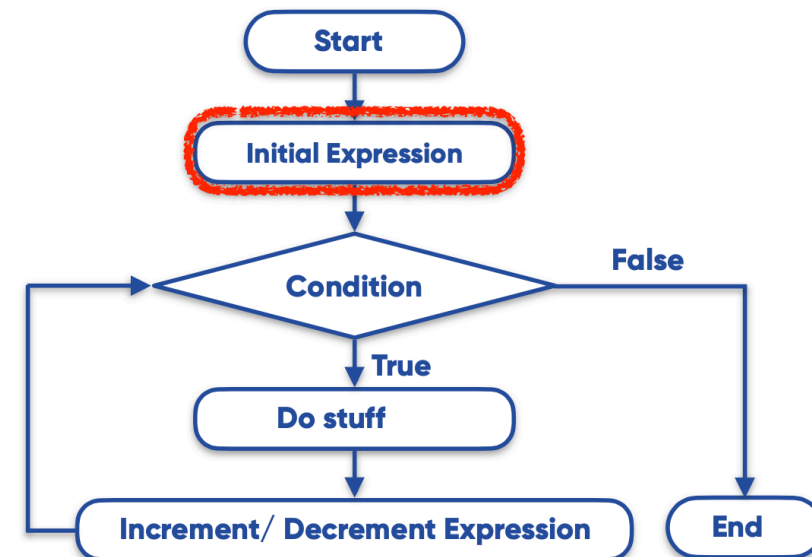 Start
Initial Expression
Condition
False
True
Do stuff
Increment/ Decrement Expression
End